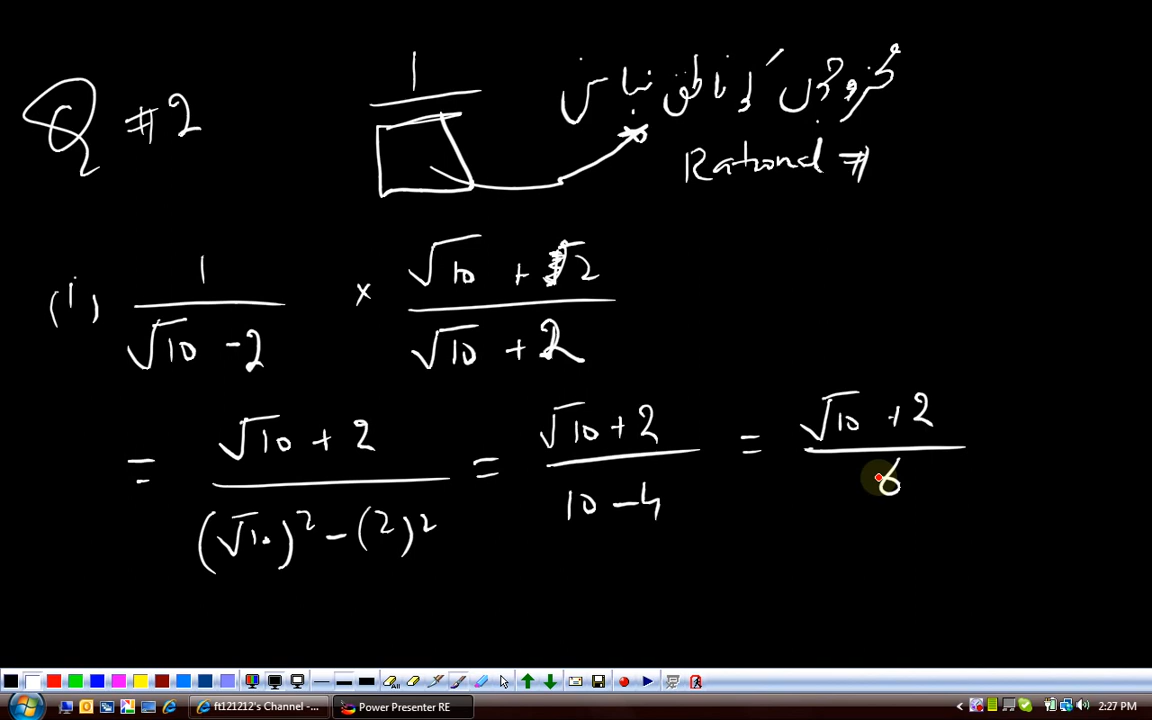 Q #2
1
مخرج کو ناطق بنائیں
Rational #
(i) 1/(√10 - 2) × (√10 + √2)/(√10 + 2)
= (√10 + 2)/((√10)² - (2)²) = (√10 + 2)/(10 - 4) = (√10 + 2)/6
ft121212's Channel -...
Power Presenter RE
2:27 PM